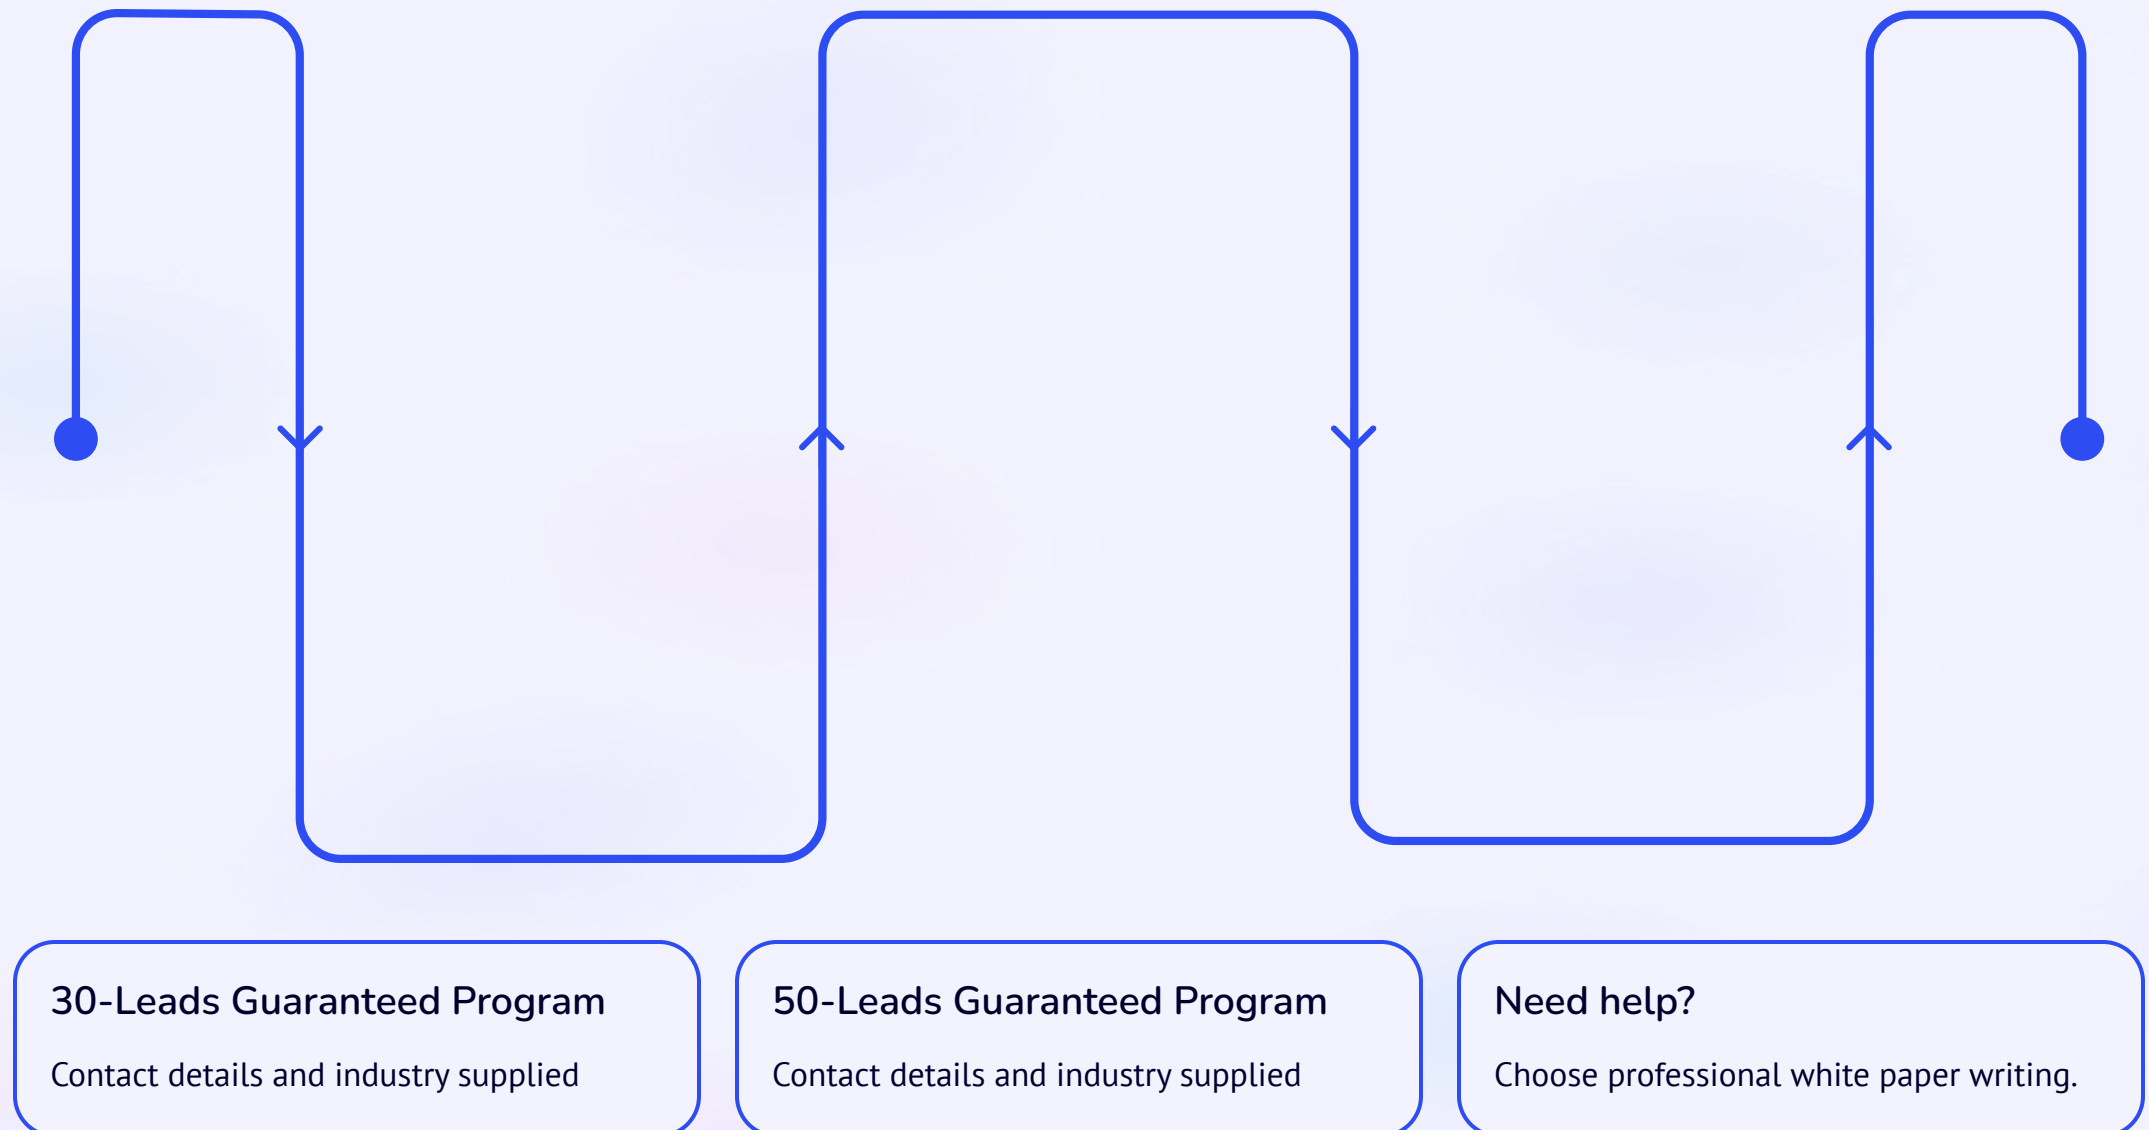 30-Leads Guaranteed Program
Contact details and industry supplied
50-Leads Guaranteed Program
Contact details and industry supplied
Need help?
Choose professional white paper writing.